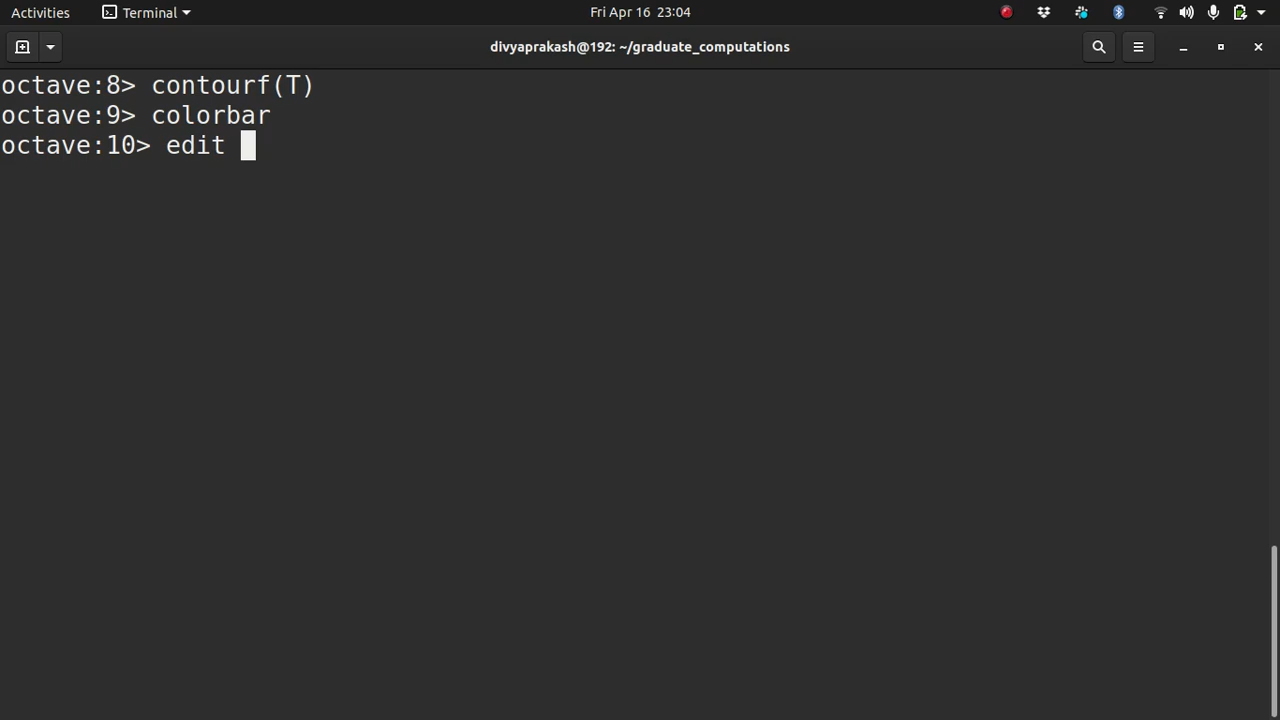 Activities Terminal Fri Apr 16 23:04
divyaprakash@192: ~/graduate_computations
octave:8> contourf(T)
octave:9> colorbar
octave:10> edit